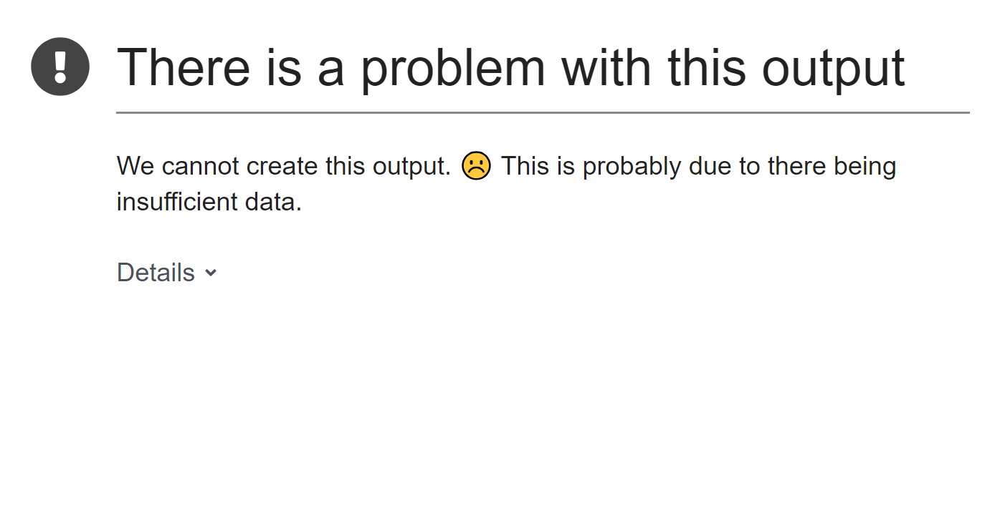 There is a problem with this output
We cannot create this output. ☹️ This is probably due to there being
insufficient data.
Details